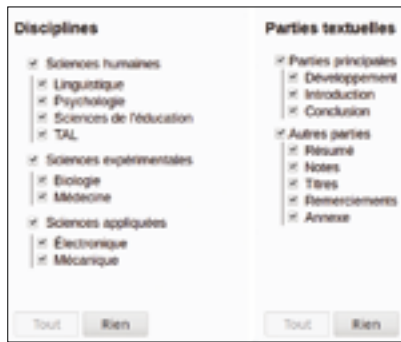 Disciplines
Sciences humaines
Linguistique
Psychologie
Sciences de l'éducation
TAL
Sciences expérimentales
Biologie
Médecine
Sciences appliquées
Électronique
Mécanique
Tout Rien
Parties textuelles
Parties principales
Développement
Introduction
Conclusion
Autres parties
Résumé
Notes
Titres
Remerciements
Annexe
Tout Rien